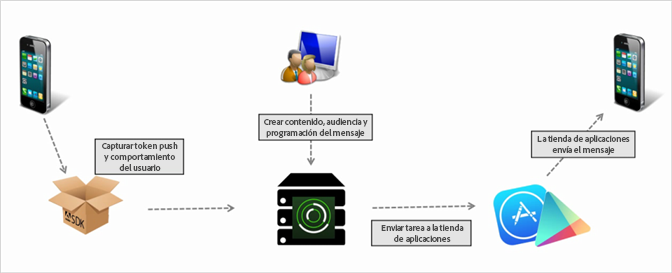 Crear contenido, audiencia y
programación del mensaje
Capturar token push
y comportamiento
del usuario
La tienda de aplicaciones
envía el mensaje
SDK
Enviar tarea a la tienda
de aplicaciones